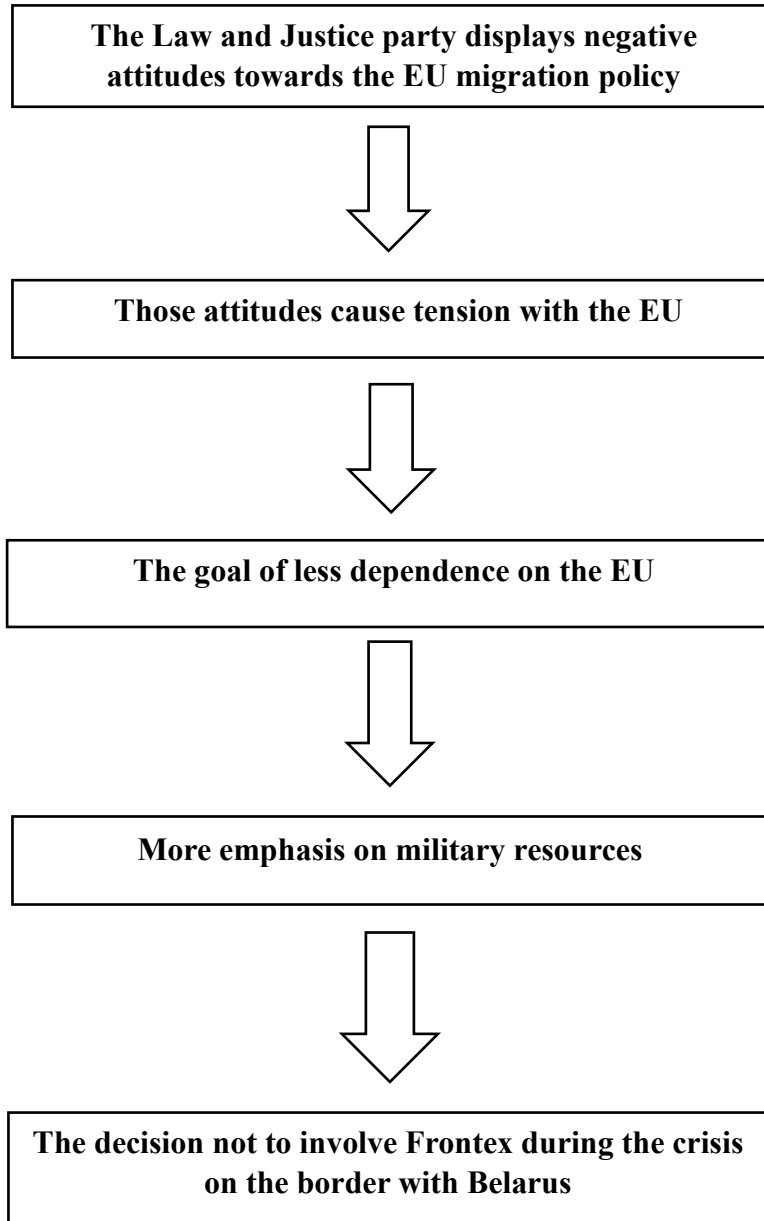 The Law and Justice party displays negative
attitudes towards the EU migration policy
Those attitudes cause tension with the EU
The goal of less dependence on the EU
More emphasis on military resources
The decision not to involve Frontex during the crisis
on the border with Belarus